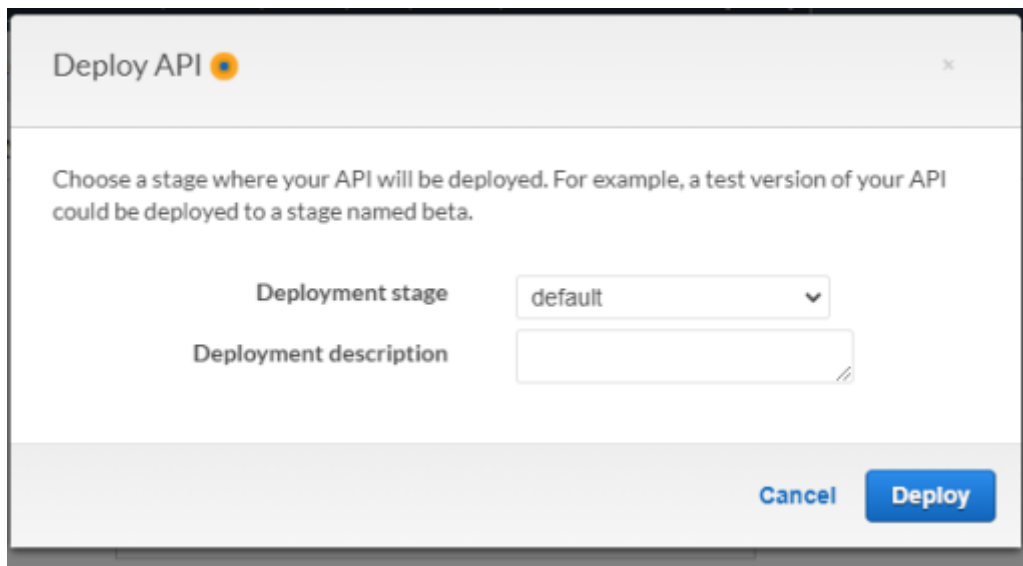 Deploy API
×
Choose a stage where your API will be deployed. For example, a test version of your API
could be deployed to a stage named beta.
Deployment stage default
Deployment description
Cancel Deploy